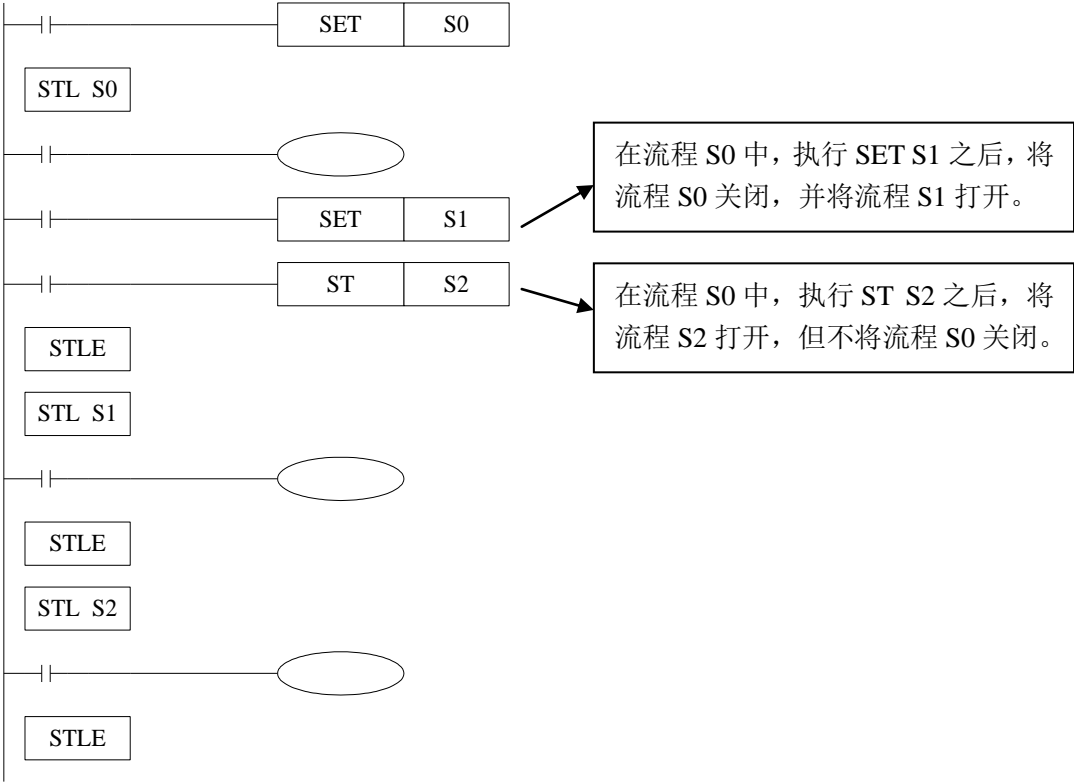 SET S0
STL S0
在流程 S0 中，执行 SET S1 之后，将
流程 S0 关闭，并将流程 S1 打开。
SET S1
ST S2
在流程 S0 中，执行 ST S2 之后，将
流程 S2 打开，但不将流程 S0 关闭。
STLE
STL S1
STLE
STL S2
STLE